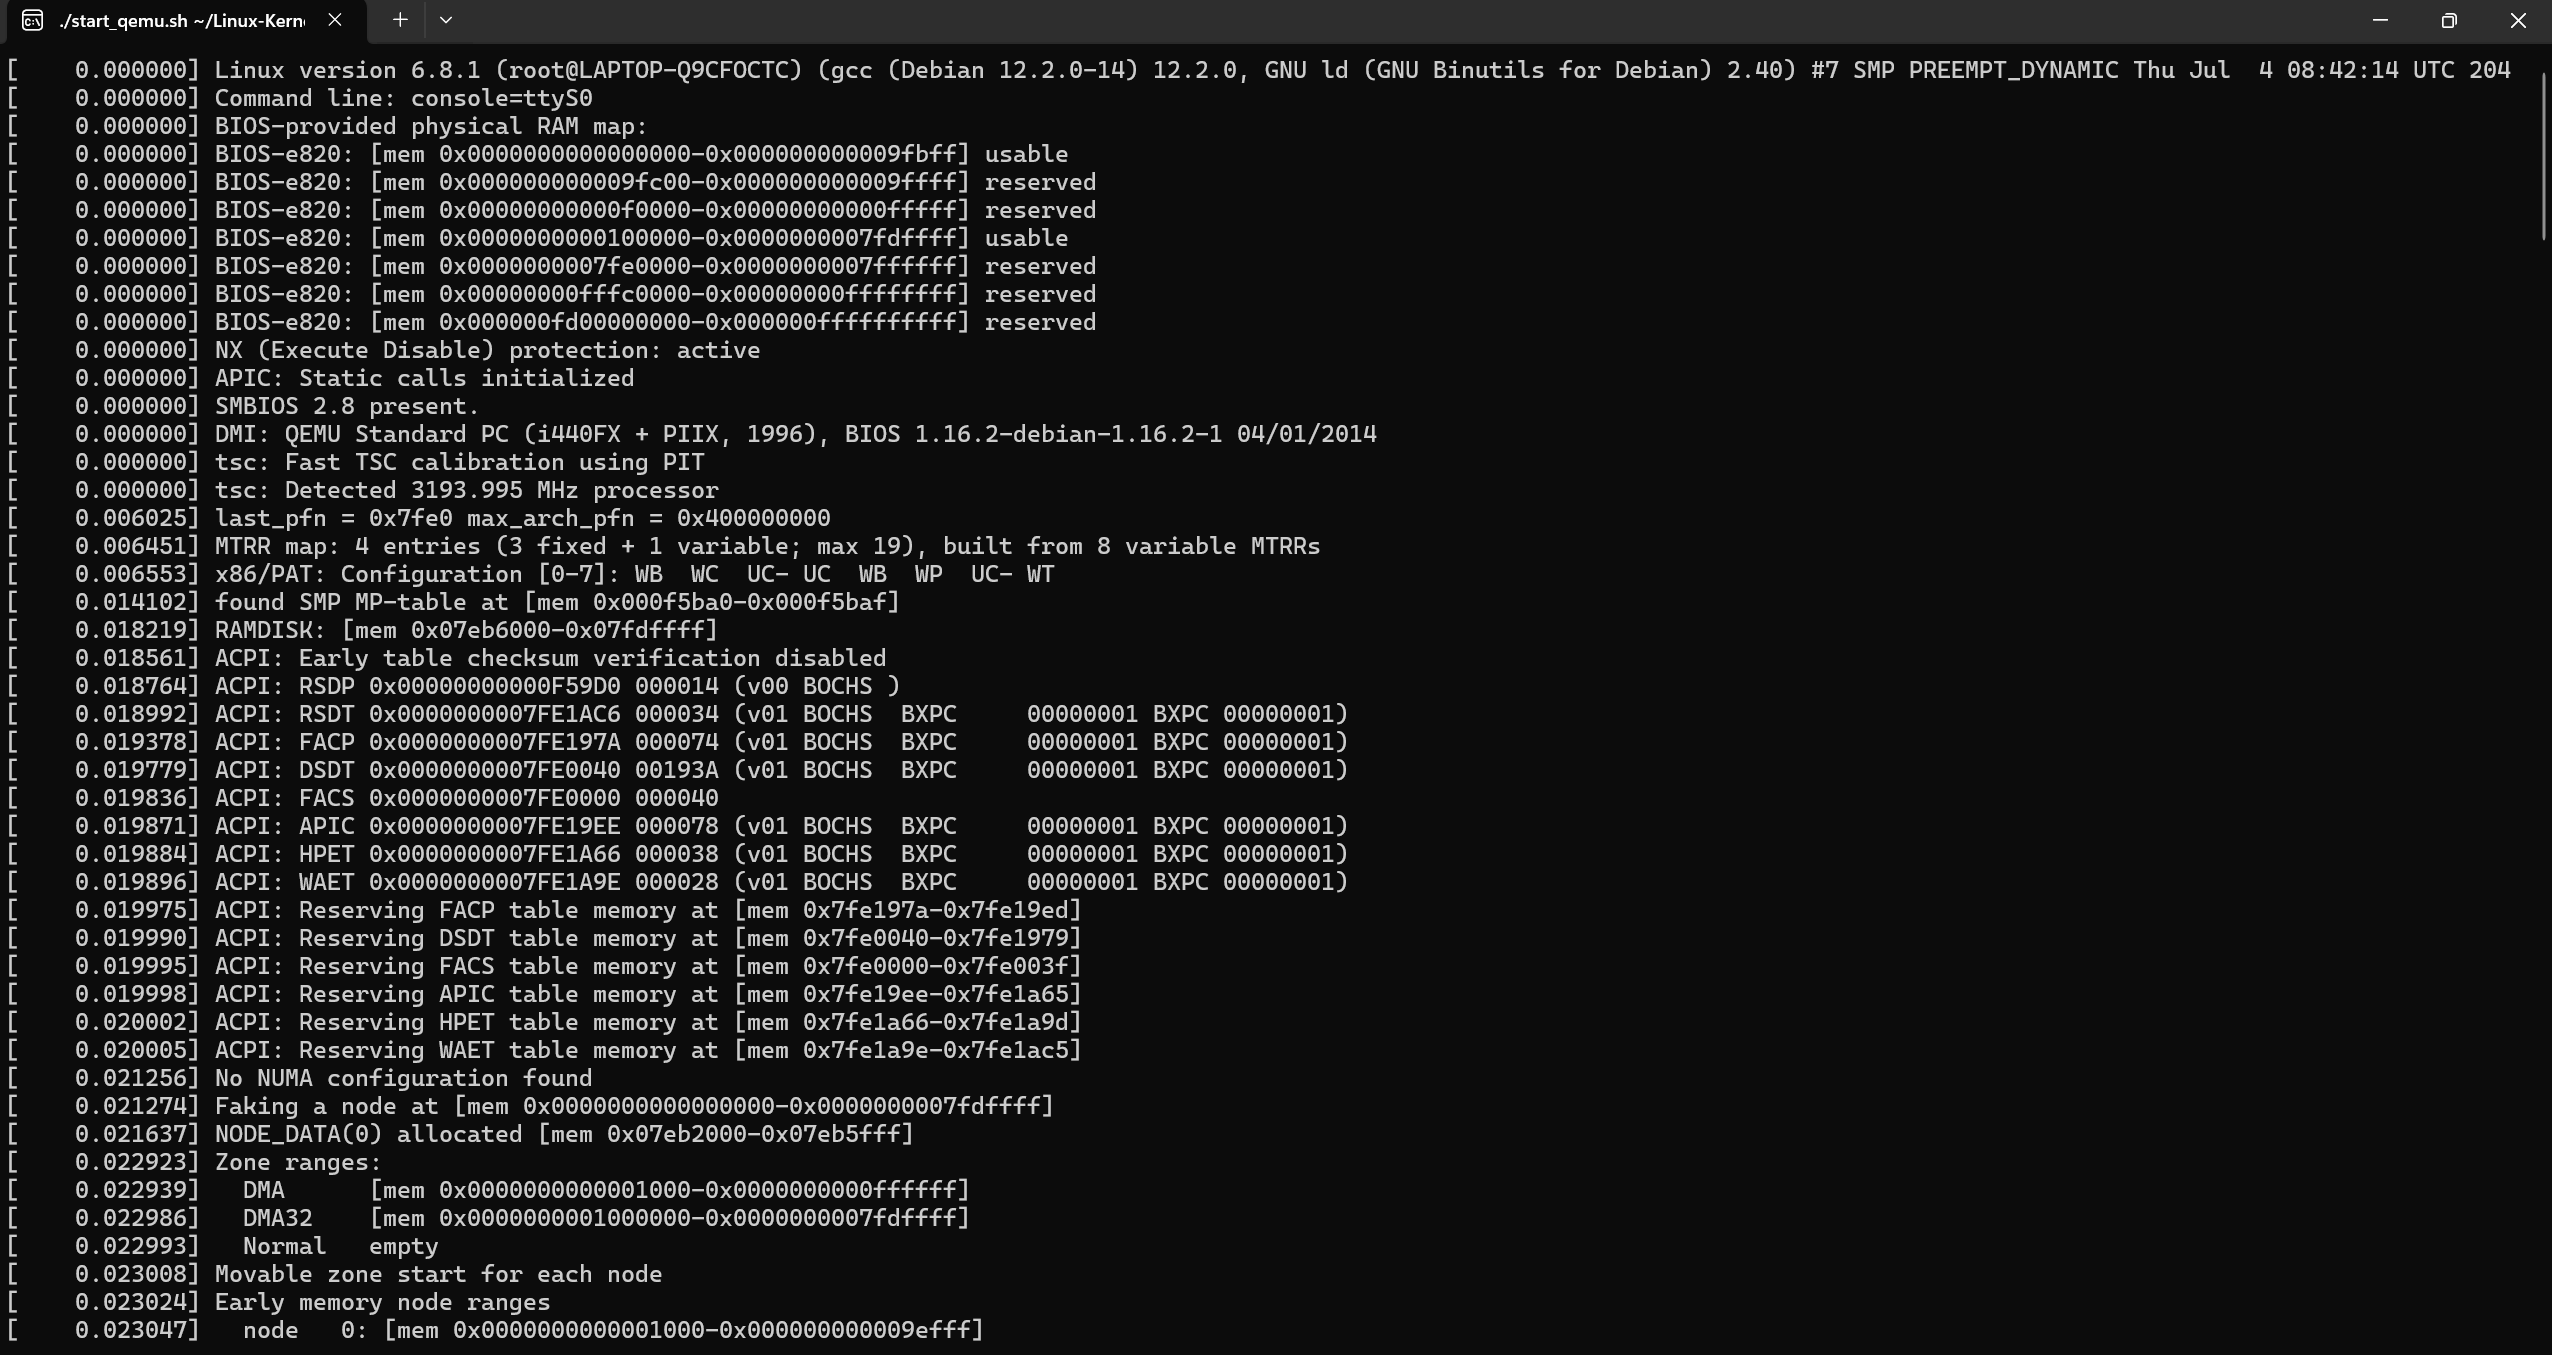 ./start_qemu.sh ~/Linux-Kern
[    0.000000] Linux version 6.8.1 (root@LAPTOP-Q9CFOCTC) (gcc (Debian 12.2.0-14) 12.2.0, GNU ld (GNU Binutils for Debian) 2.40) #7 SMP PREEMPT_DYNAMIC Thu Jul  4 08:42:14 UTC 204
[    0.000000] Command line: console=ttyS0
[    0.000000] BIOS-provided physical RAM map:
[    0.000000] BIOS-e820: [mem 0x0000000000000000-0x000000000009fbff] usable
[    0.000000] BIOS-e820: [mem 0x000000000009fc00-0x000000000009ffff] reserved
[    0.000000] BIOS-e820: [mem 0x00000000000f0000-0x00000000000fffff] reserved
[    0.000000] BIOS-e820: [mem 0x0000000000100000-0x0000000007fdffff] usable
[    0.000000] BIOS-e820: [mem 0x0000000007fe0000-0x0000000007ffffff] reserved
[    0.000000] BIOS-e820: [mem 0x00000000fffc0000-0x00000000ffffffff] reserved
[    0.000000] BIOS-e820: [mem 0x000000fd00000000-0x000000ffffffffff] reserved
[    0.000000] NX (Execute Disable) protection: active
[    0.000000] APIC: Static calls initialized
[    0.000000] SMBIOS 2.8 present.
[    0.000000] DMI: QEMU Standard PC (i440FX + PIIX, 1996), BIOS 1.16.2-debian-1.16.2-1 04/01/2014
[    0.000000] tsc: Fast TSC calibration using PIT
[    0.000000] tsc: Detected 3193.995 MHz processor
[    0.006025] last_pfn = 0x7fe0 max_arch_pfn = 0x400000000
[    0.006451] MTRR map: 4 entries (3 fixed + 1 variable; max 19), built from 8 variable MTRRs
[    0.006553] x86/PAT: Configuration [0-7]: WB  WC  UC- UC  WB  WP  UC- WT
[    0.014102] found SMP MP-table at [mem 0x000f5ba0-0x000f5baf]
[    0.018219] RAMDISK: [mem 0x07eb6000-0x07fdffff]
[    0.018561] ACPI: Early table checksum verification disabled
[    0.018764] ACPI: RSDP 0x00000000000F59D0 000014 (v00 BOCHS )
[    0.018992] ACPI: RSDT 0x0000000007FE1AC6 000034 (v01 BOCHS  BXPC     00000001 BXPC 00000001)
[    0.019378] ACPI: FACP 0x0000000007FE197A 000074 (v01 BOCHS  BXPC     00000001 BXPC 00000001)
[    0.019779] ACPI: DSDT 0x0000000007FE0040 00193A (v01 BOCHS  BXPC     00000001 BXPC 00000001)
[    0.019836] ACPI: FACS 0x0000000007FE0000 000040
[    0.019871] ACPI: APIC 0x0000000007FE19EE 000078 (v01 BOCHS  BXPC     00000001 BXPC 00000001)
[    0.019884] ACPI: HPET 0x0000000007FE1A66 000038 (v01 BOCHS  BXPC     00000001 BXPC 00000001)
[    0.019896] ACPI: WAET 0x0000000007FE1A9E 000028 (v01 BOCHS  BXPC     00000001 BXPC 00000001)
[    0.019975] ACPI: Reserving FACP table memory at [mem 0x7fe197a-0x7fe19ed]
[    0.019990] ACPI: Reserving DSDT table memory at [mem 0x7fe0040-0x7fe1979]
[    0.019995] ACPI: Reserving FACS table memory at [mem 0x7fe0000-0x7fe003f]
[    0.019998] ACPI: Reserving APIC table memory at [mem 0x7fe19ee-0x7fe1a65]
[    0.020002] ACPI: Reserving HPET table memory at [mem 0x7fe1a66-0x7fe1a9d]
[    0.020005] ACPI: Reserving WAET table memory at [mem 0x7fe1a9e-0x7fe1ac5]
[    0.021256] No NUMA configuration found
[    0.021274] Faking a node at [mem 0x0000000000000000-0x0000000007fdffff]
[    0.021637] NODE_DATA(0) allocated [mem 0x07eb2000-0x07eb5fff]
[    0.022923] Zone ranges:
[    0.022939]   DMA      [mem 0x0000000000001000-0x0000000000ffffff]
[    0.022986]   DMA32    [mem 0x0000000001000000-0x0000000007fdffff]
[    0.022993]   Normal   empty
[    0.023008] Movable zone start for each node
[    0.023024] Early memory node ranges
[    0.023047]   node   0: [mem 0x0000000000001000-0x000000000009efff]